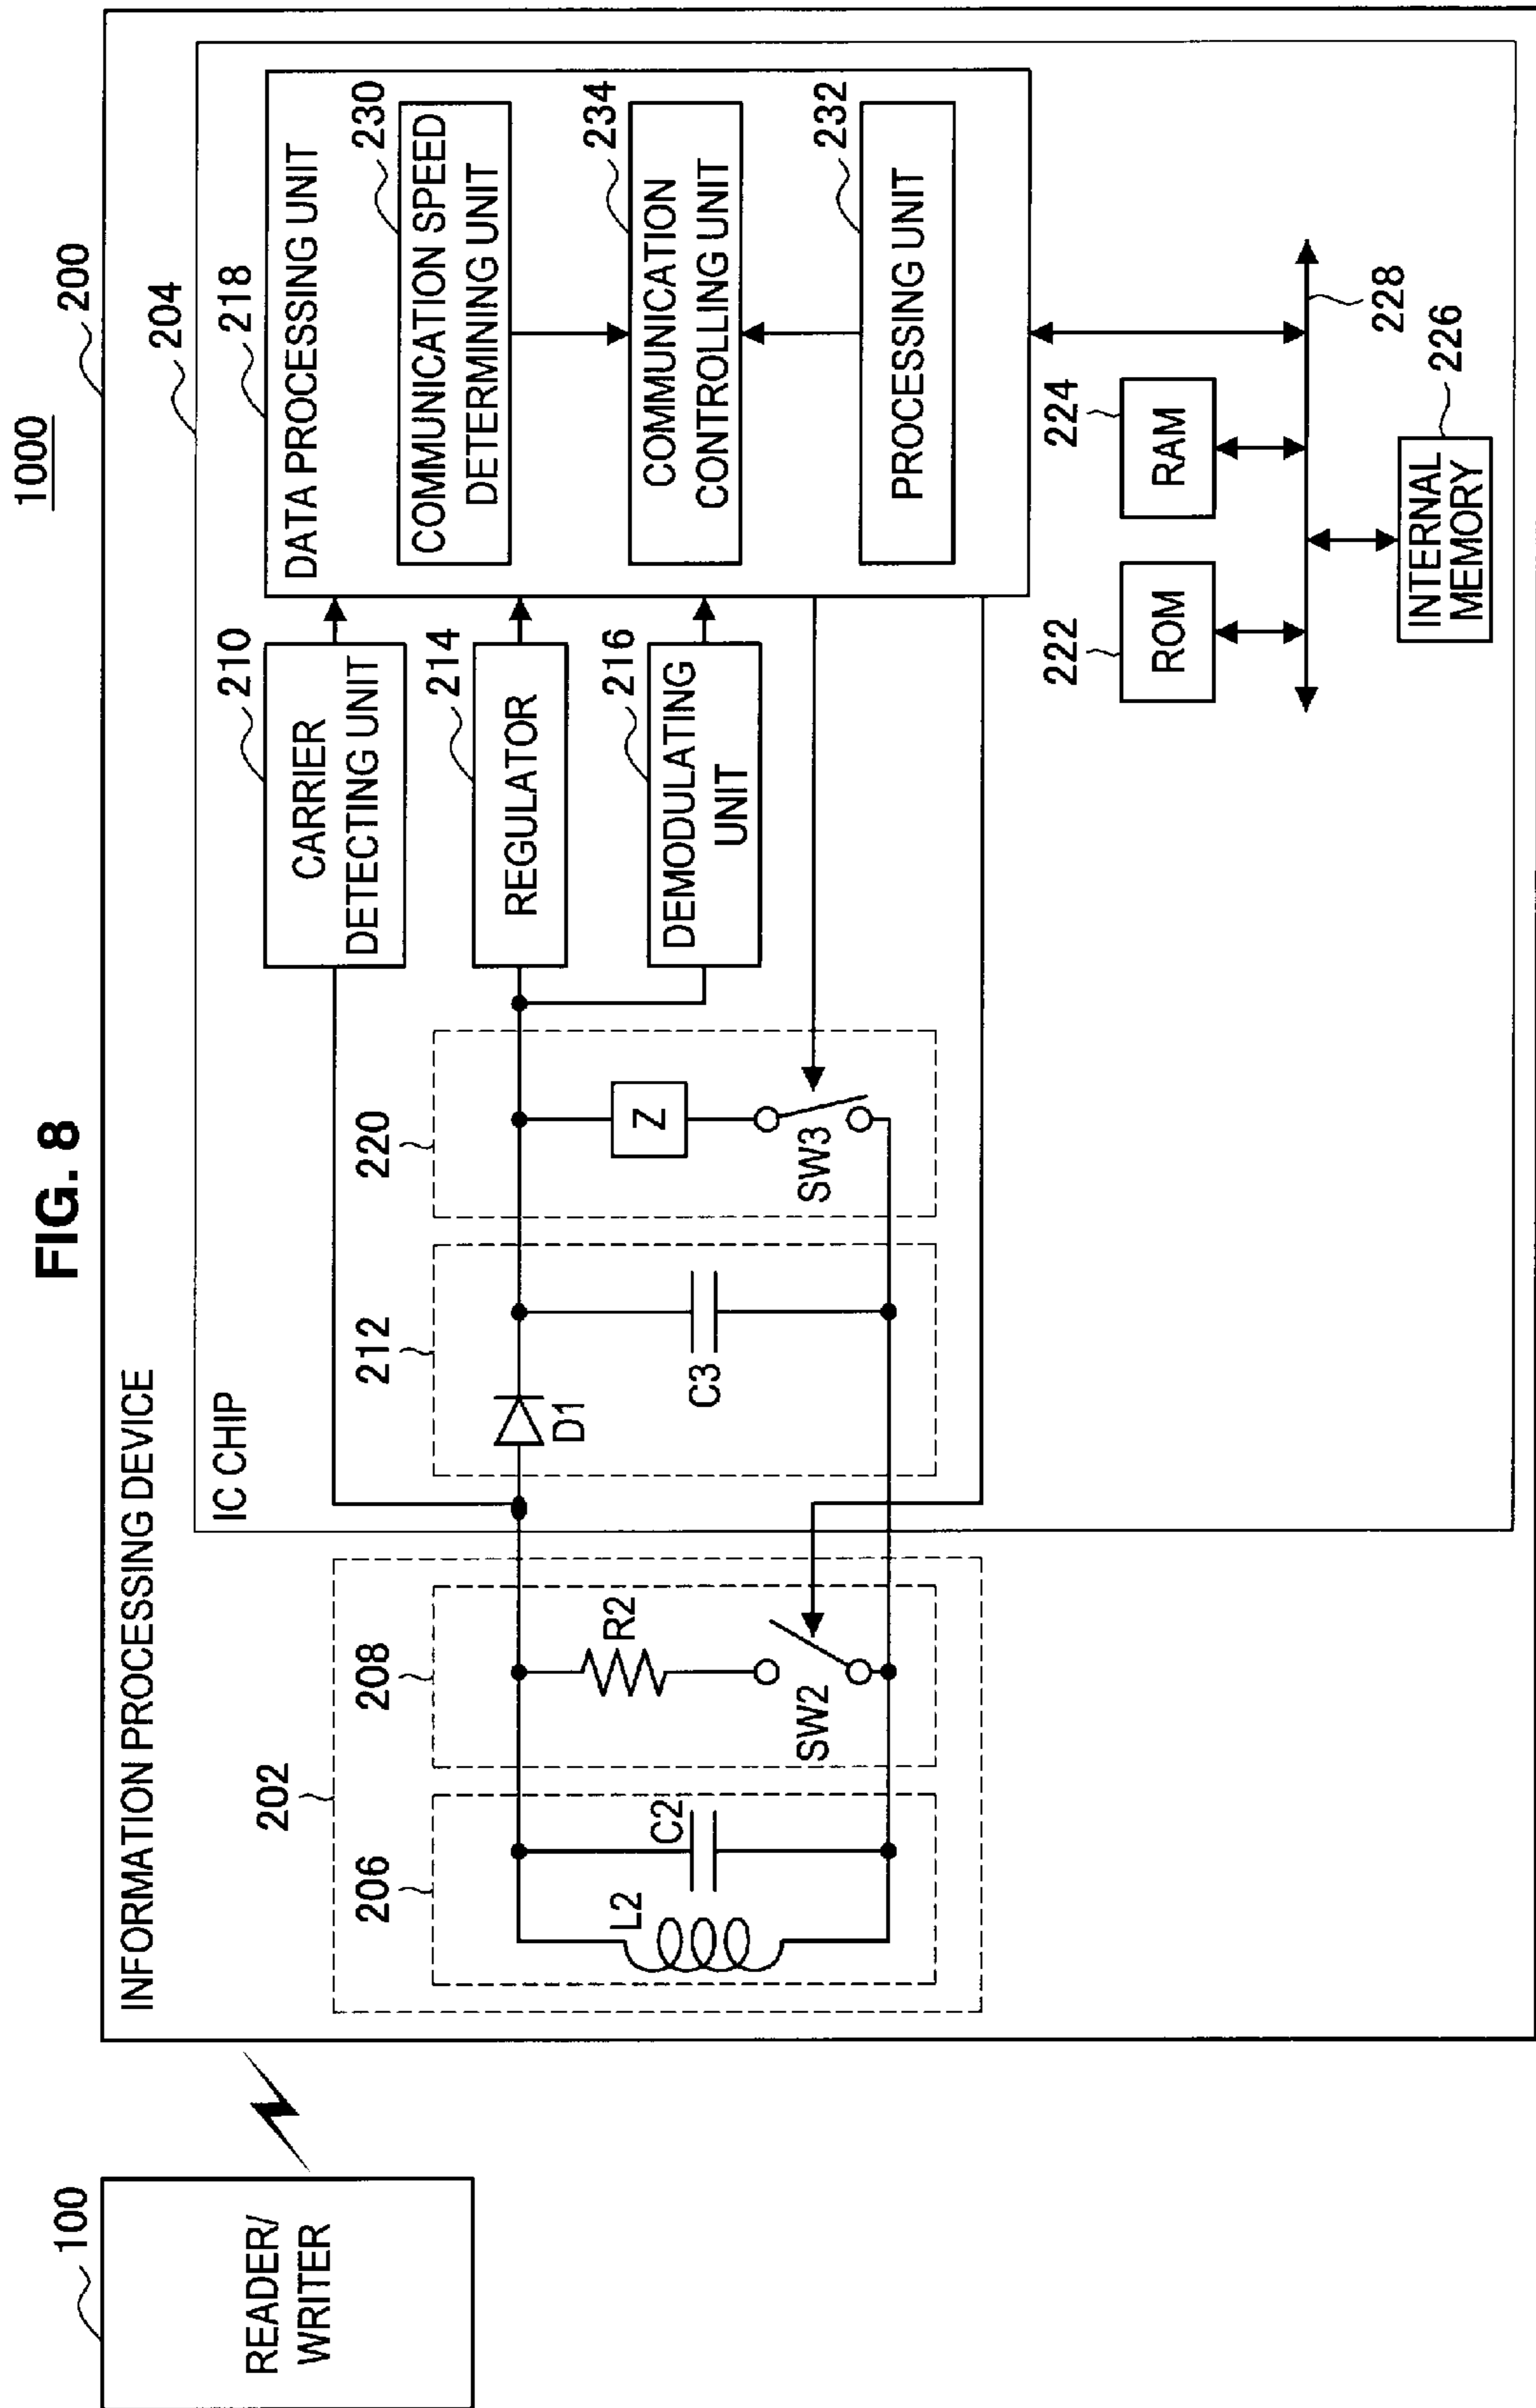 FIG. 8
1000
100
READER/
WRITER
200
INFORMATION PROCESSING DEVICE
204
IC CHIP
202
206
L2
C2
208
R2
SW2
212
D1
C3
220
Z
SW3
210
CARRIER
DETECTING UNIT
214
REGULATOR
216
DEMODULATING
UNIT
218
DATA PROCESSING UNIT
230
COMMUNICATION SPEED
DETERMINING UNIT
234
COMMUNICATION
CONTROLLING UNIT
232
PROCESSING UNIT
222
ROM
224
RAM
228
226
INTERNAL
MEMORY